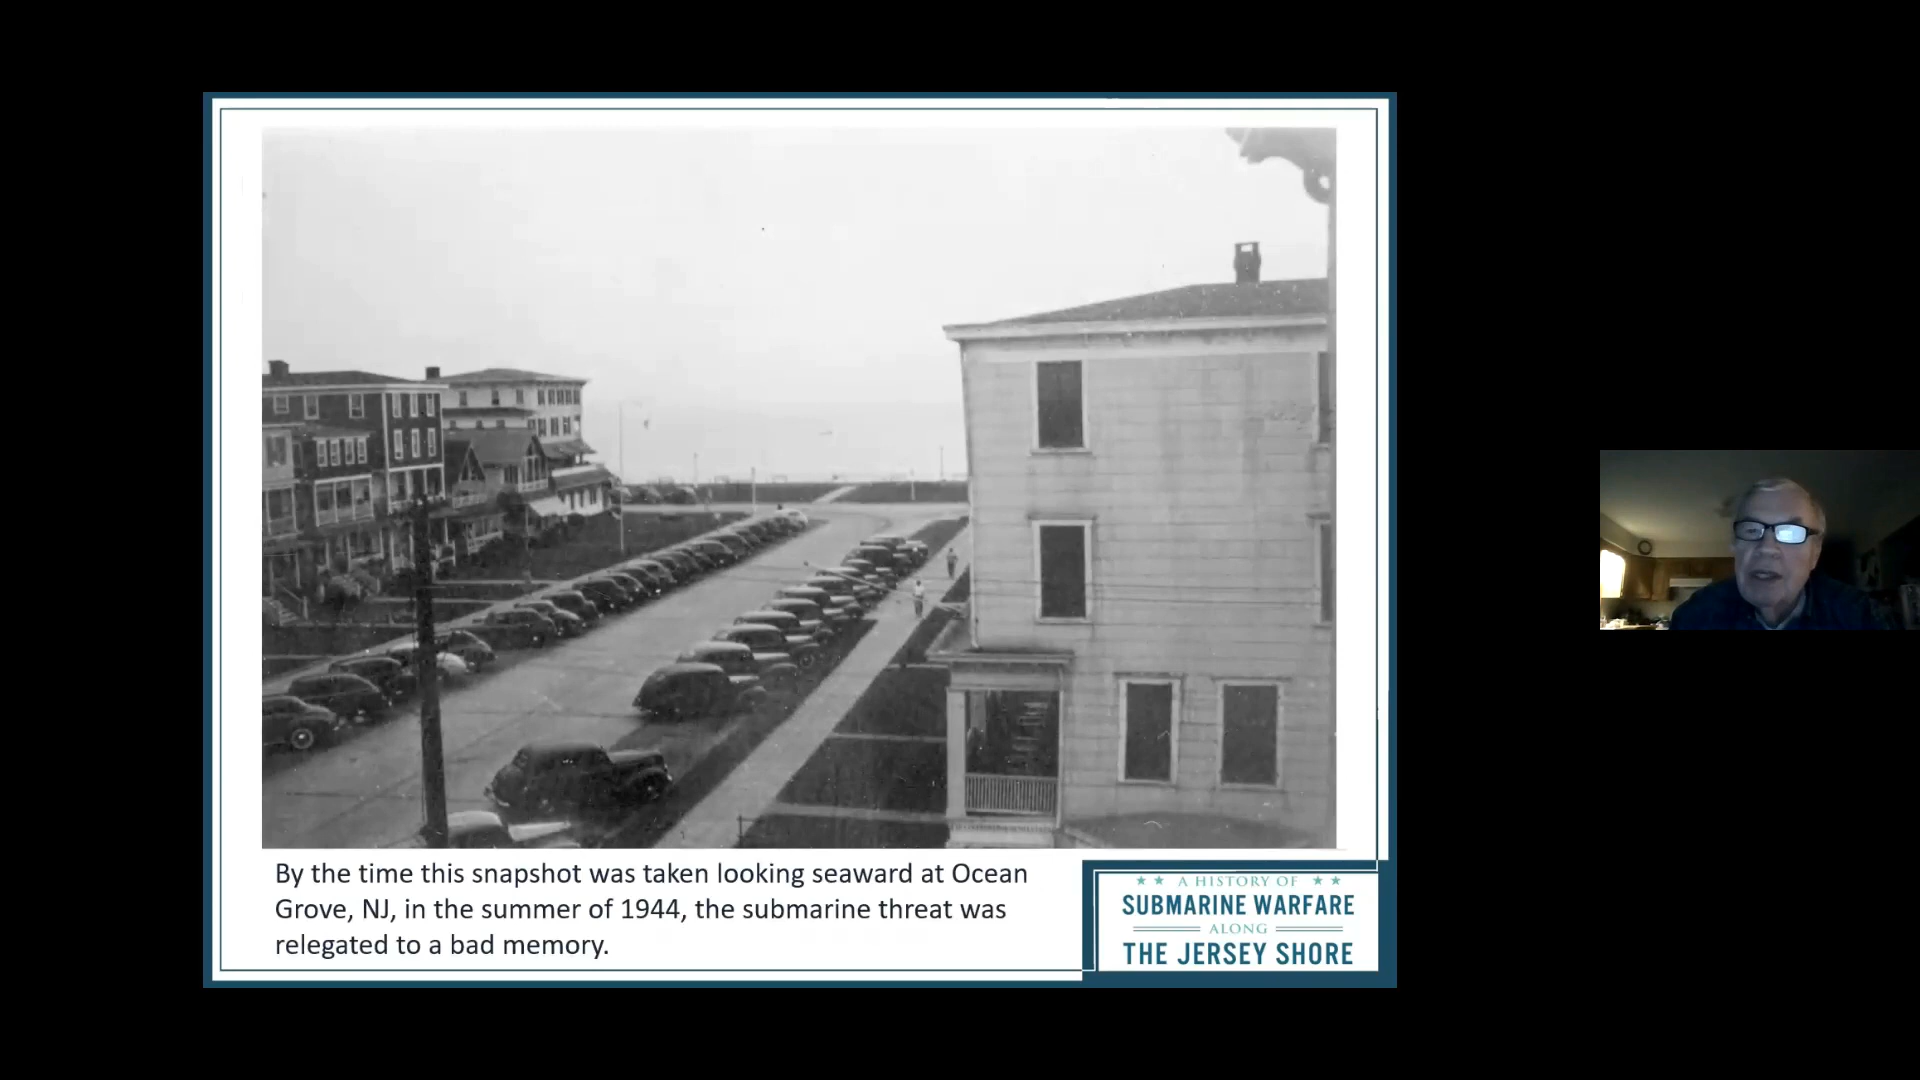 By the time this snapshot was taken looking seaward at Ocean
Grove, NJ, in the summer of 1944, the submarine threat was
relegated to a bad memory.
A HISTORY OF
SUBMARINE WARFARE
ALONG
THE JERSEY SHORE